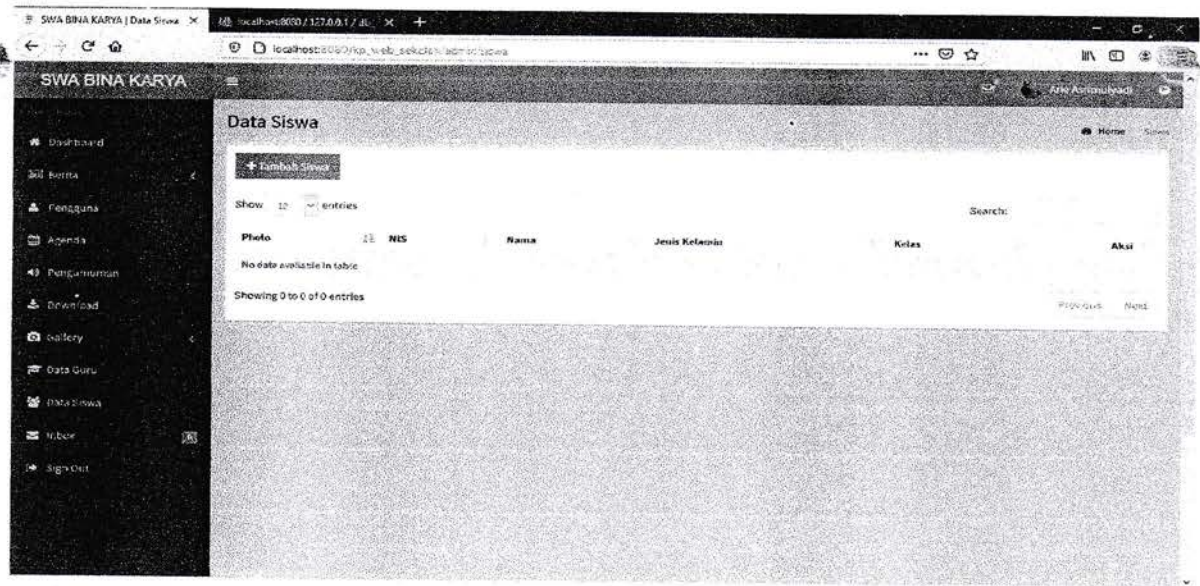 SWA BINA KARYA | Data Siswa
localhost:8080 / 127.0.0.1 /
localhost:8080/kp_web_sekolah/admin/siswa
SWA BINA KARYA
Data Siswa
Home Siswa
Dashboard
Berita
Pengguna
Agenda
Pengumuman
Download
Gallery
Data Guru
Data Siswa
Inbox
Sign Out
Tambah Siswa
Show 10 entries
Search:
Photo NIS Nama Jenis Kelamin Kelas Aksi
No data available in table
Showing 0 to 0 of 0 entries
Previous Next